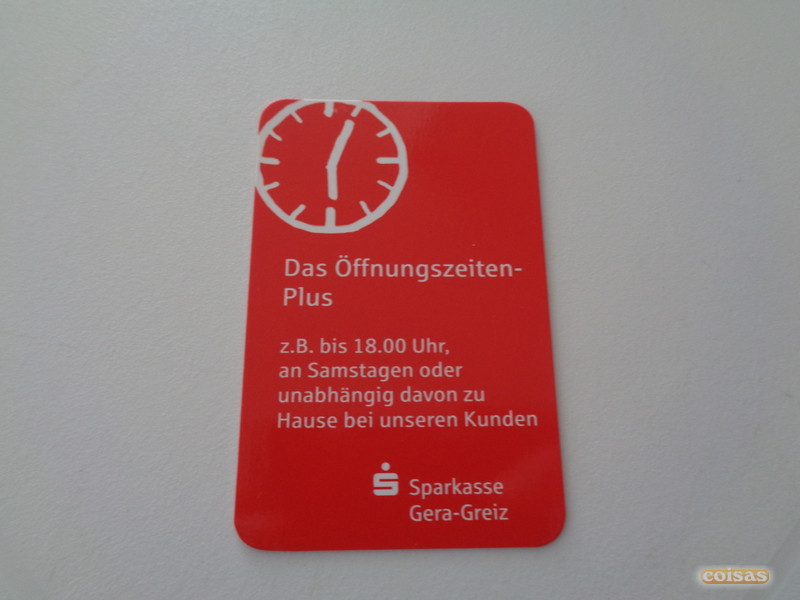 Das Öffnungszeiten-
Plus
z.B. bis 18.00 Uhr,
an Samstagen oder
unabhängig davon zu
Hause bei unseren Kunden
Sparkasse
Gera-Greiz
coisas